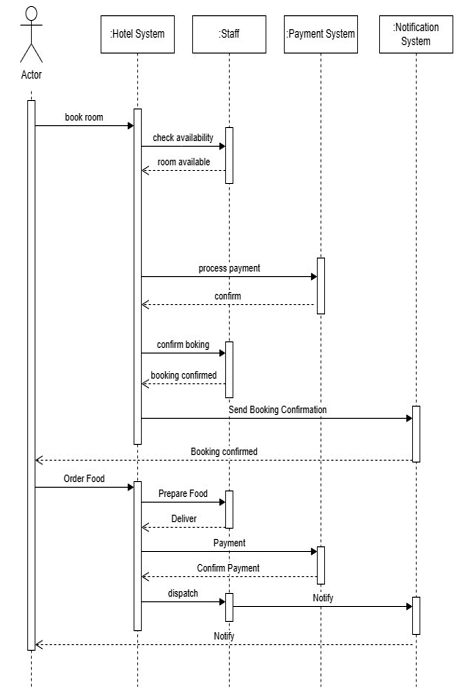 Actor
:Hotel System
:Staff
:Payment System
:Notification
System
book room
check availability
room available
process payment
confirm
confirm boking
booking confirmed
Send Booking Confirmation
Booking confirmed
Order Food
Prepare Food
Deliver
Payment
Confirm Payment
dispatch
Notify
Notify